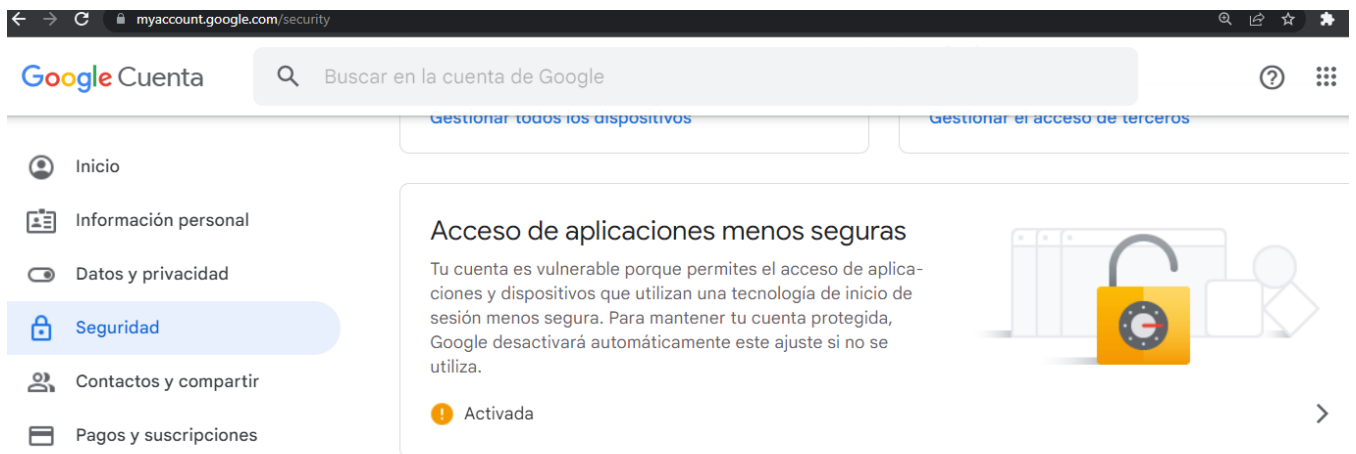 myaccount.google.com/security
Google Cuenta
Buscar en la cuenta de Google
Gestionar todos los dispositivos
Gestionar el acceso de terceros
Inicio
Información personal
Datos y privacidad
Seguridad
Contactos y compartir
Pagos y suscripciones
Acceso de aplicaciones menos seguras
Tu cuenta es vulnerable porque permites el acceso de aplica-
ciones y dispositivos que utilizan una tecnología de inicio de
sesión menos segura. Para mantener tu cuenta protegida,
Google desactivará automáticamente este ajuste si no se
utiliza.
Activada